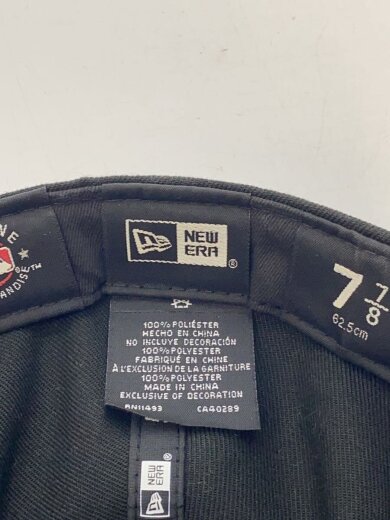 NEW
ERA
®
7 1/8
62.5cm
100% POLIÉSTER
HECHO EN CHINA
NO INCLUYE DECORACIÓN
100% POLYESTER
FABRIQUÉ EN CHINE
À L'EXCLUSION DE LA GARNITURE
100% POLYESTER
MADE IN CHINA
EXCLUSIVE OF DECORATION
RN11493 CA40289
NEW
ERA